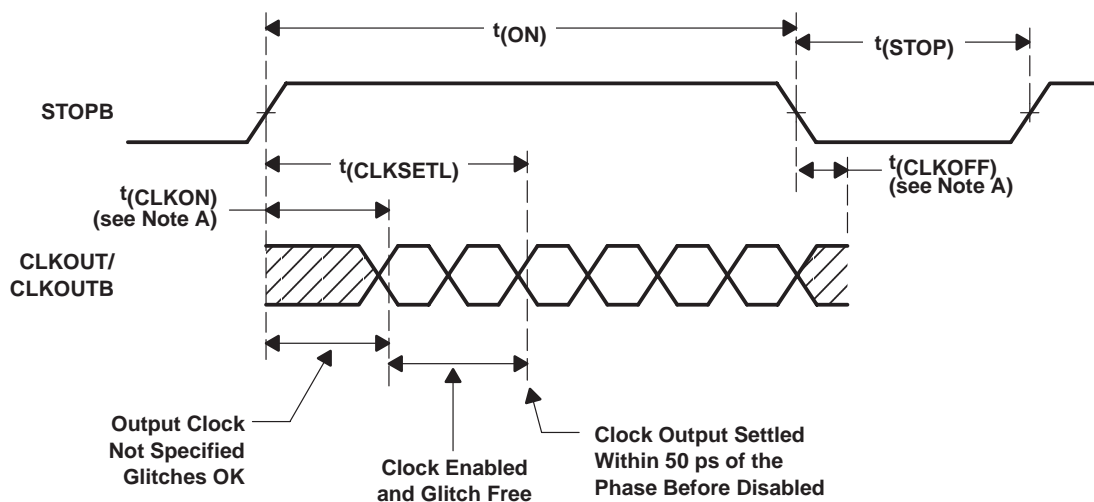 t(ON)
t(STOP)
STOPB
t(CLKSETL)
t(CLKOFF)
(see Note A)
t(CLKON)
(see Note A)
CLKOUT/
CLKOUTB
Output Clock
Not Specified
Glitches OK
Clock Enabled
and Glitch Free
Clock Output Settled
Within 50 ps of the
Phase Before Disabled